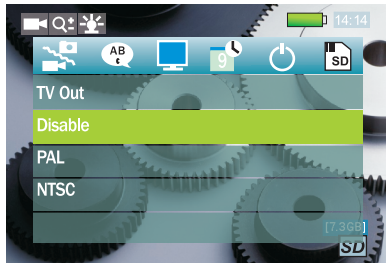 14:14
AB
¢
9
SD
TV Out
Disable
PAL
NTSC
[7.3GB]
SD